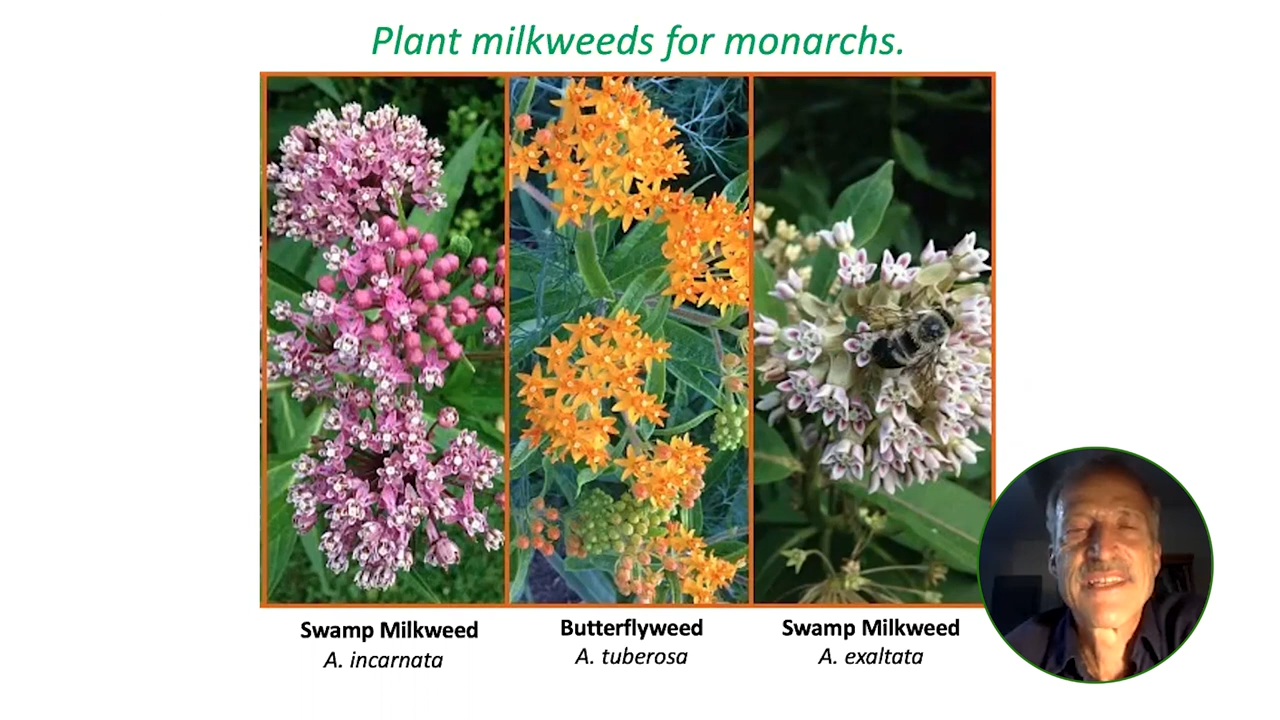 Plant milkweeds for monarchs.
Swamp Milkweed
A. incarnata
Butterflyweed
A. tuberosa
Swamp Milkweed
A. exaltata